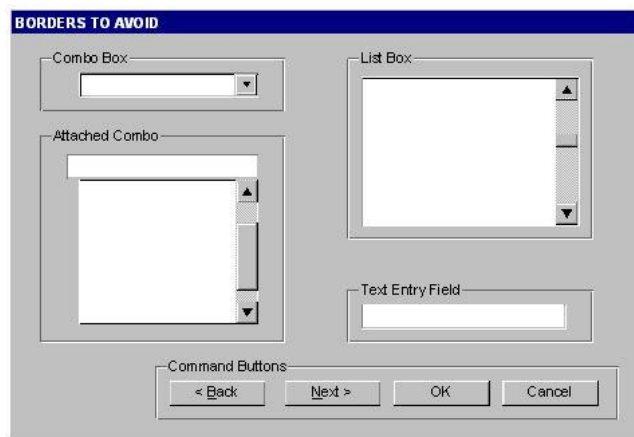 BORDERS TO AVOID
Combo Box
List Box
Attached Combo
Text Entry Field
Command Buttons
< Back
Next >
OK
Cancel